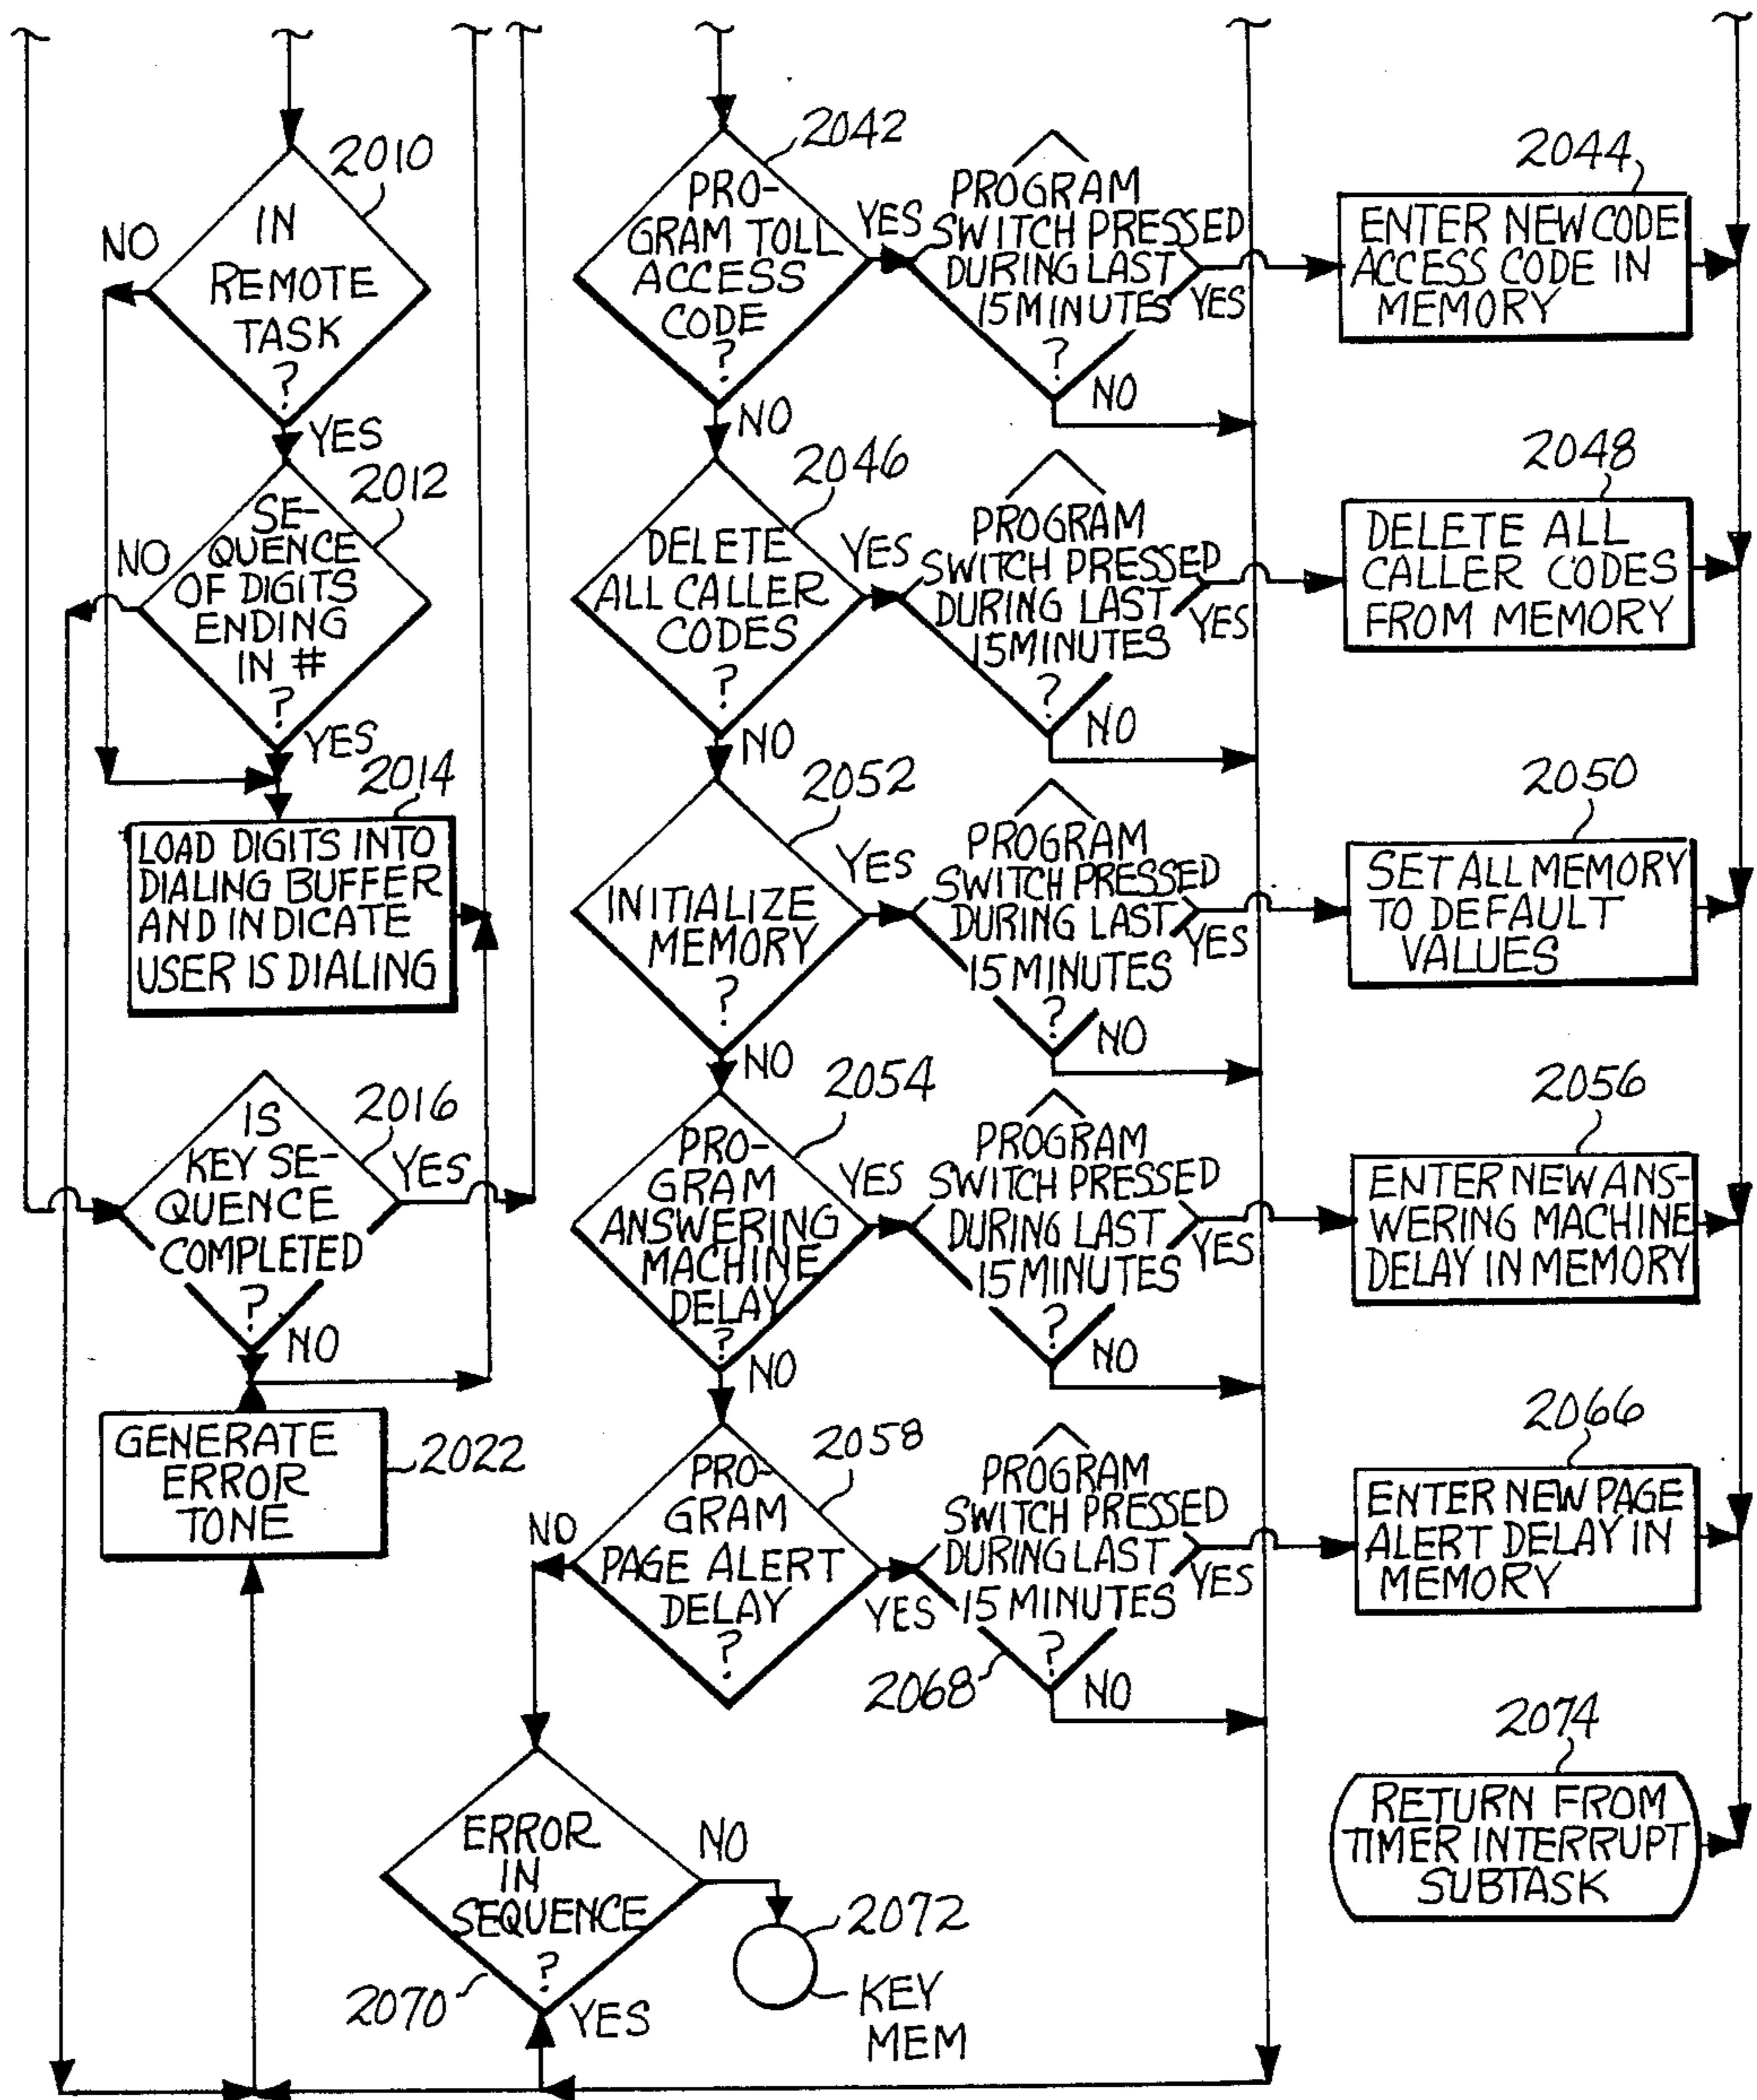 2010
IN
REMOTE
TASK
?
NO
YES
2012
SE-
QUENCE
OF DIGITS
ENDING
IN #
?
NO
YES
2014
LOAD DIGITS INTO
DIALING BUFFER
AND INDICATE
USER IS DIALING
2016
IS
KEY SE-
QUENCE
COMPLETED
?
YES
NO
GENERATE
ERROR
TONE
2022
2042
PRO-
GRAM TOLL
ACCESS
CODE
?
YES
NO
PROGRAM
SWITCH PRESSED
DURING LAST
15 MINUTES
?
YES
NO
2044
ENTER NEW CODE
ACCESS CODE IN
MEMORY
2046
DELETE
ALL CALLER
CODES
?
YES
NO
PROGRAM
SWITCH PRESSED
DURING LAST
15 MINUTES
?
YES
NO
2048
DELETE ALL
CALLER CODES
FROM MEMORY
2052
INITIALIZE
MEMORY
?
YES
NO
PROGRAM
SWITCH PRESSED
DURING LAST
15 MINUTES
?
YES
NO
2050
SET ALL MEMORY
TO DEFAULT
VALUES
2054
PRO-
GRAM
ANSWERING
MACHINE
DELAY
?
YES
NO
PROGRAM
SWITCH PRESSED
DURING LAST
15 MINUTES
?
YES
NO
2056
ENTER NEW ANS-
WERING MACHINE
DELAY IN MEMORY
2058
PRO-
GRAM
PAGE ALERT
DELAY
?
NO
YES
PROGRAM
SWITCH PRESSED
DURING LAST
15 MINUTES
?
2068
YES
NO
2066
ENTER NEW PAGE
ALERT DELAY IN
MEMORY
ERROR
IN
SEQUENCE
?
2070
NO
YES
2072
KEY
MEM
2074
RETURN FROM
TIMER INTERRUPT
SUBTASK